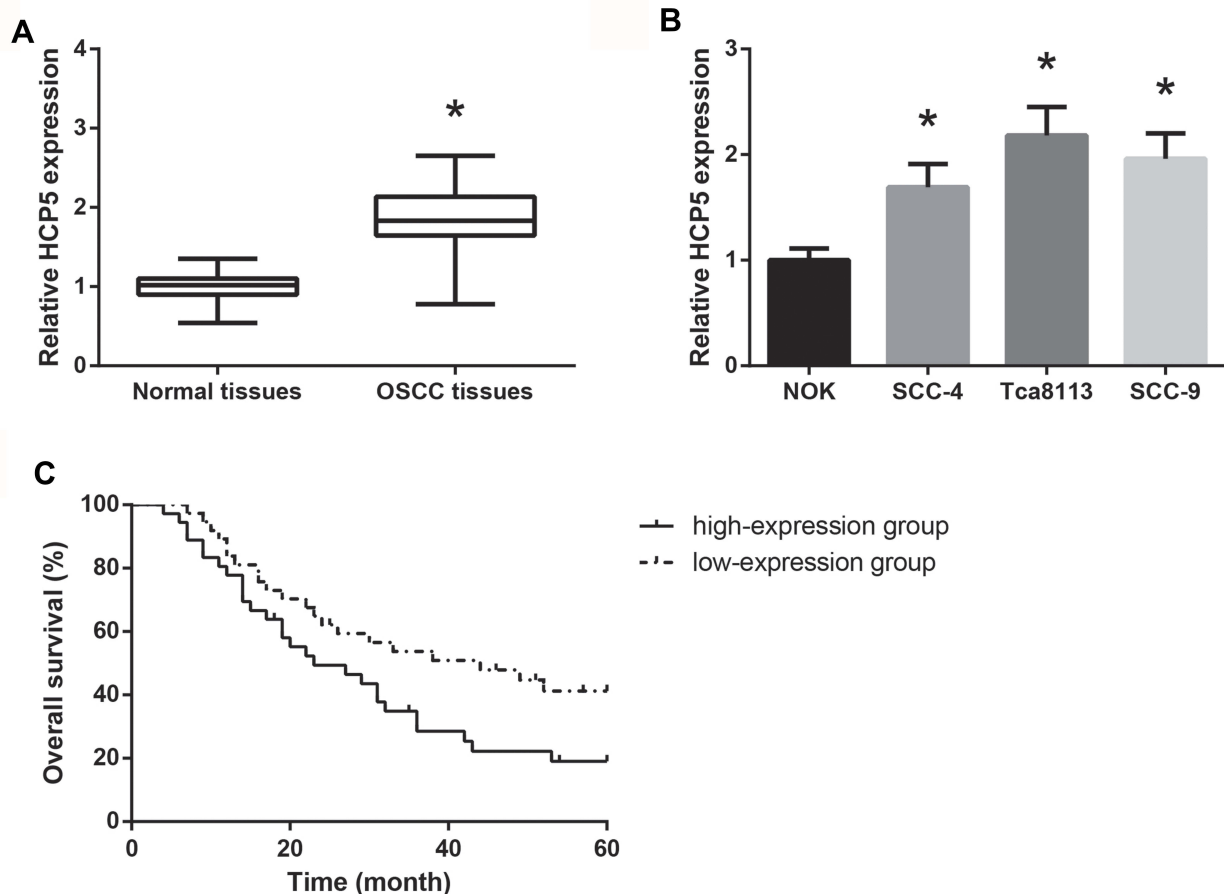 A
Relative HCP5 expression
4
3
2
1
0
*
Normal tissues
OSCC tissues
B
Relative HCP5 expression
3
2
1
0
*
*
*
NOK
SCC-4
Tca8113
SCC-9
C
Overall survival (%)
100
80
60
40
20
0
0
20
40
60
Time (month)
high-expression group
low-expression group